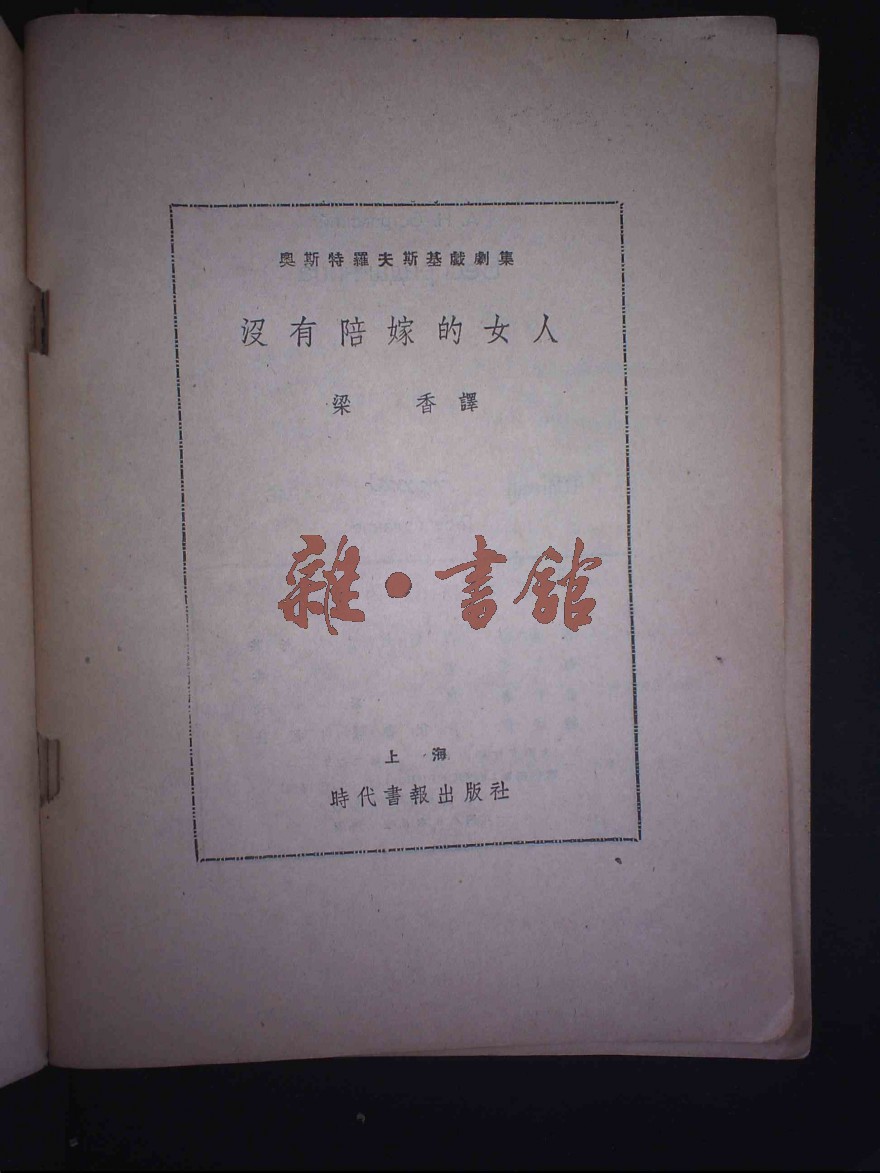 奧斯特羅夫斯基戲劇集
沒有陪嫁的女人
梁 香譯
雜·書館
上 海
時代書報出版社